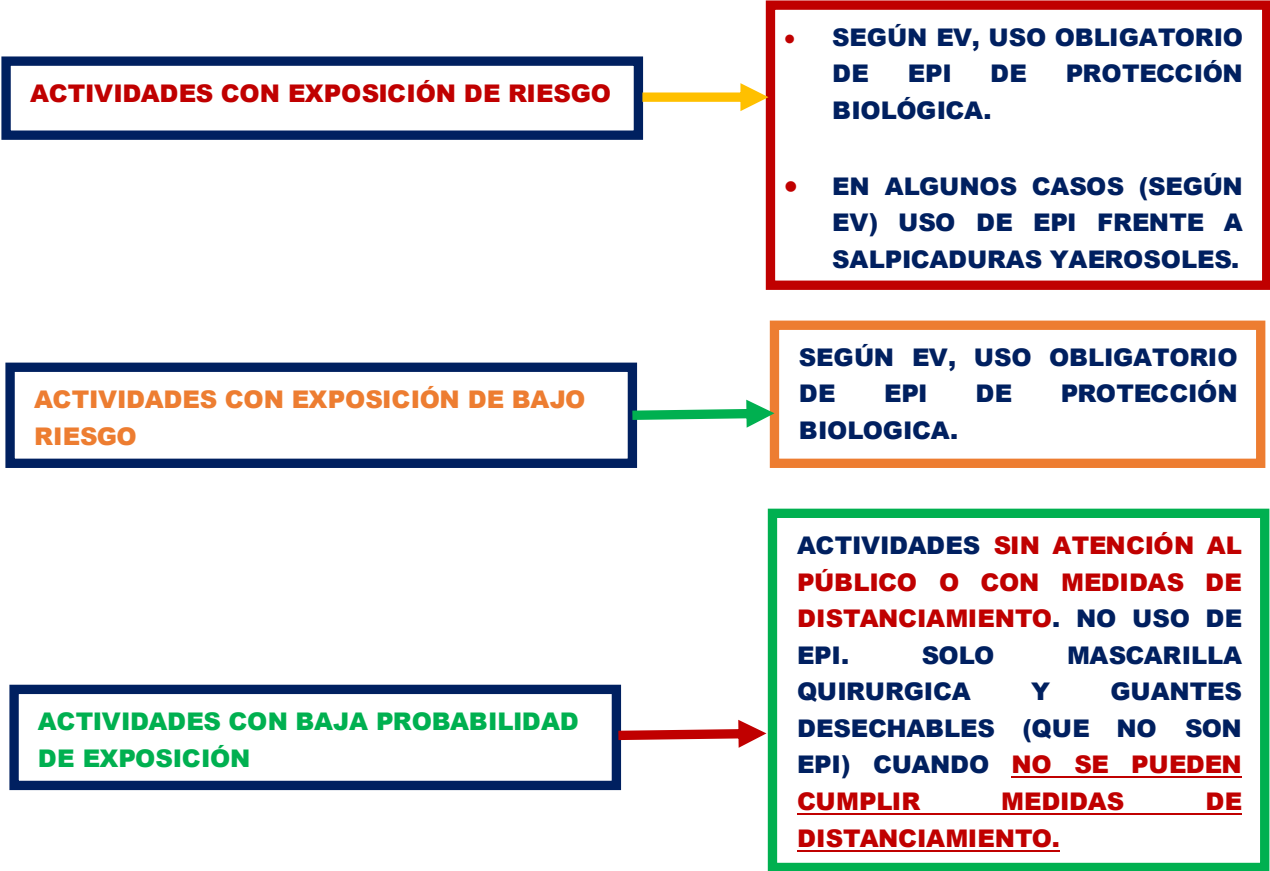 ACTIVIDADES CON EXPOSICIÓN DE RIESGO
• SEGÚN EV, USO OBLIGATORIO
DE EPI DE PROTECCIÓN
BIOLÓGICA.
• EN ALGUNOS CASOS (SEGÚN
EV) USO DE EPI FRENTE A
SALPICADURAS YAEROSOLES.
ACTIVIDADES CON EXPOSICIÓN DE BAJO
RIESGO
SEGÚN EV, USO OBLIGATORIO
DE EPI DE PROTECCIÓN
BIOLOGICA.
ACTIVIDADES CON BAJA PROBABILIDAD
DE EXPOSICIÓN
ACTIVIDADES SIN ATENCIÓN AL
PÚBLICO O CON MEDIDAS DE
DISTANCIAMIENTO. NO USO DE
EPI. SOLO MASCARILLA
QUIRURGICA Y GUANTES
DESECHABLES (QUE NO SON
EPI) CUANDO NO SE PUEDEN
CUMPLIR MEDIDAS DE
DISTANCIAMIENTO.